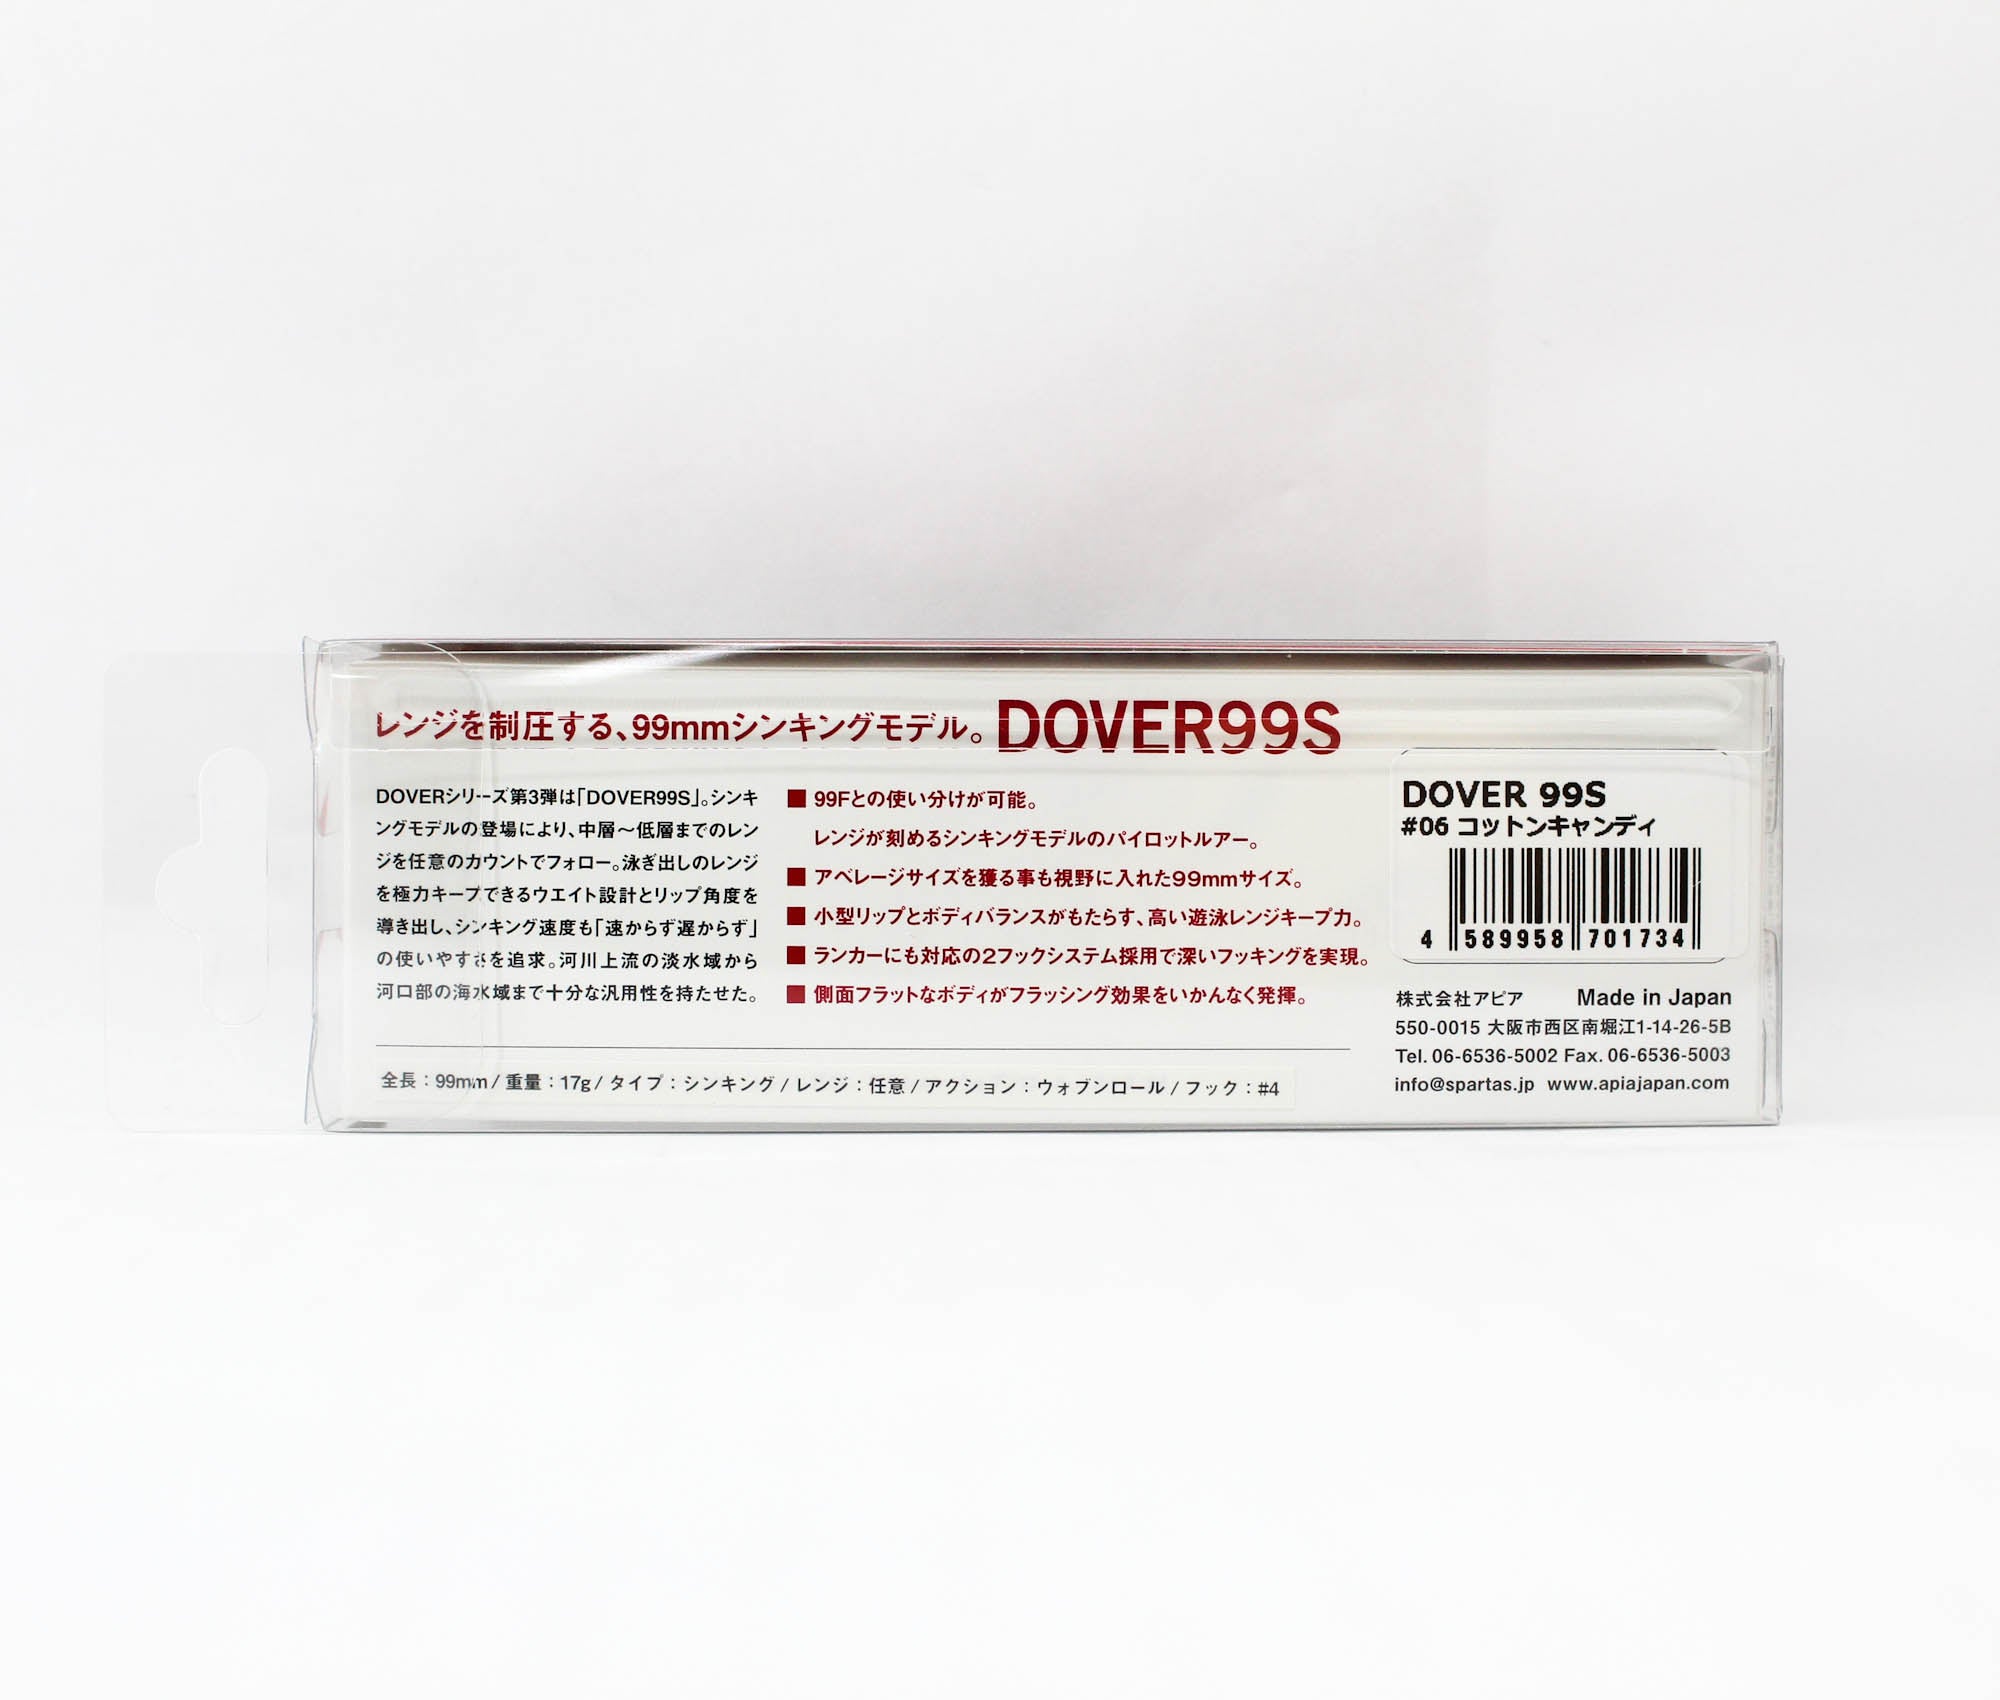 レンジを制圧する、99mmシンキングモデル。DOVER99S
DOVERシリーズ第3弾は「DOVER99S」。シンキ
ングモデルの登場により、中層〜低層までのレン
ジを任意のカウントでフォロー。泳ぎ出しのレンジ
を極力キープできるウエイト設計とリップ角度を
導き出し、シンキング速度も「速からず遅からず」
の使いやすさを追求。河川上流の淡水域から
河口部の海水域まで十分な汎用性を持たせた。
■ 99Fとの使い分けが可能。
レンジが刻めるシンキングモデルのパイロットルアー。
■ アベレージサイズを獲る事も視野に入れた99mmサイズ。
■ 小型リップとボディバランスがもたらす、高い遊泳レンジキープ力。
■ ランカーにも対応の2フックシステム採用で深いフッキングを実現。
■ 側面フラットなボディがフラッシング効果をいかんなく発揮。
全長：99mm / 重量：17g / タイプ：シンキング / レンジ：任意 / アクション：ウォブンロール / フック：#4
DOVER 99S
#06 コットンキャンディ
4 589958 701734
株式会社アピア Made in Japan
550-0015 大阪市西区南堀江1-14-26-5B
Tel. 06-6536-5002 Fax. 06-6536-5003
info@spartas.jp www.apiajapan.com